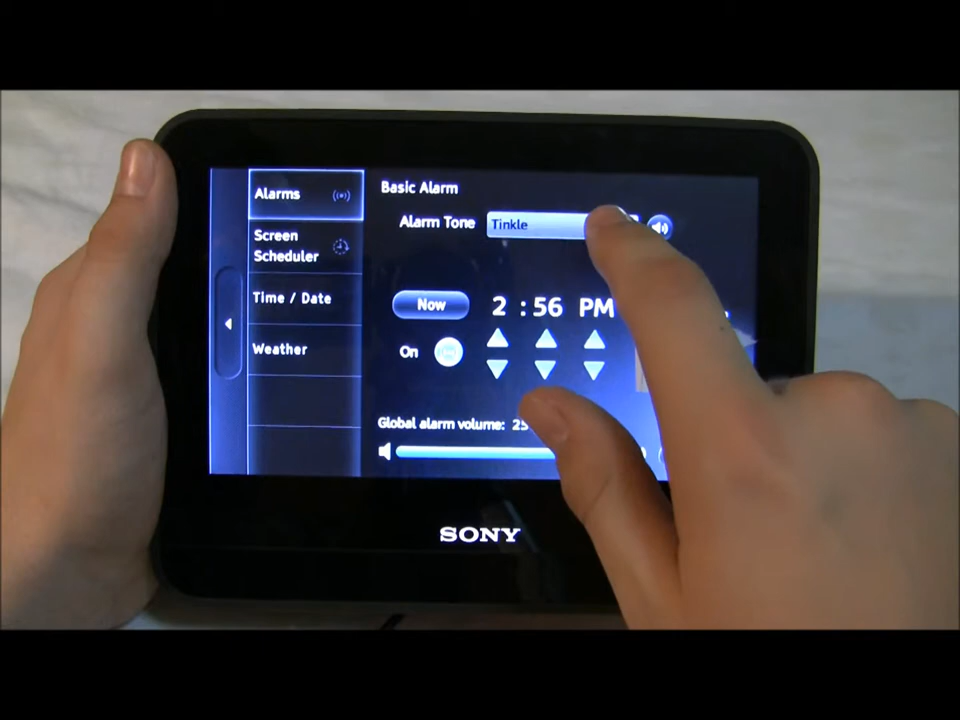 Alarms
Screen
Scheduler
Time / Date
Weather
Basic Alarm
Alarm Tone Tinkle
Now 2 : 56 PM
On
Global alarm volume: 25
SONY